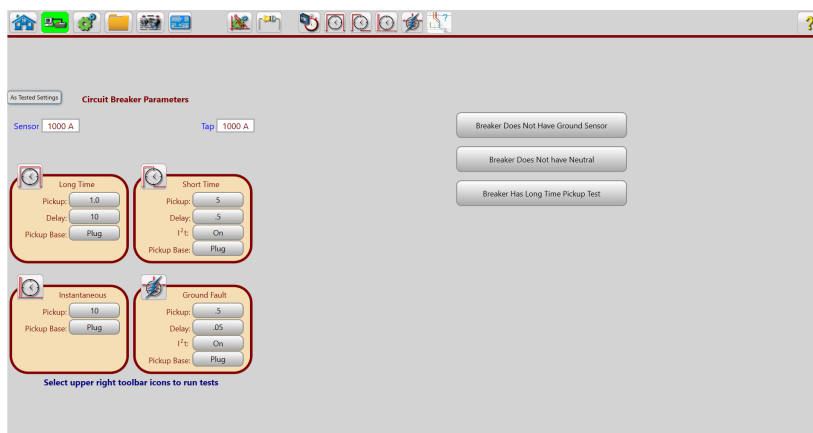 As Tested Settings
Circuit Breaker Parameters
Sensor 1000 A
Tap 1000 A
Long Time
Pickup: 1.0
Delay: 10
Pickup Base: Plug
Short Time
Pickup: 5
Delay: .5
I²t: On
Pickup Base: Plug
Instantaneous
Pickup: 10
Pickup Base: Plug
Ground Fault
Pickup: .5
Delay: .05
I²t: On
Pickup Base: Plug
Select upper right toolbar icons to run tests
Breaker Does Not Have Ground Sensor
Breaker Does Not have Neutral
Breaker Has Long Time Pickup Test